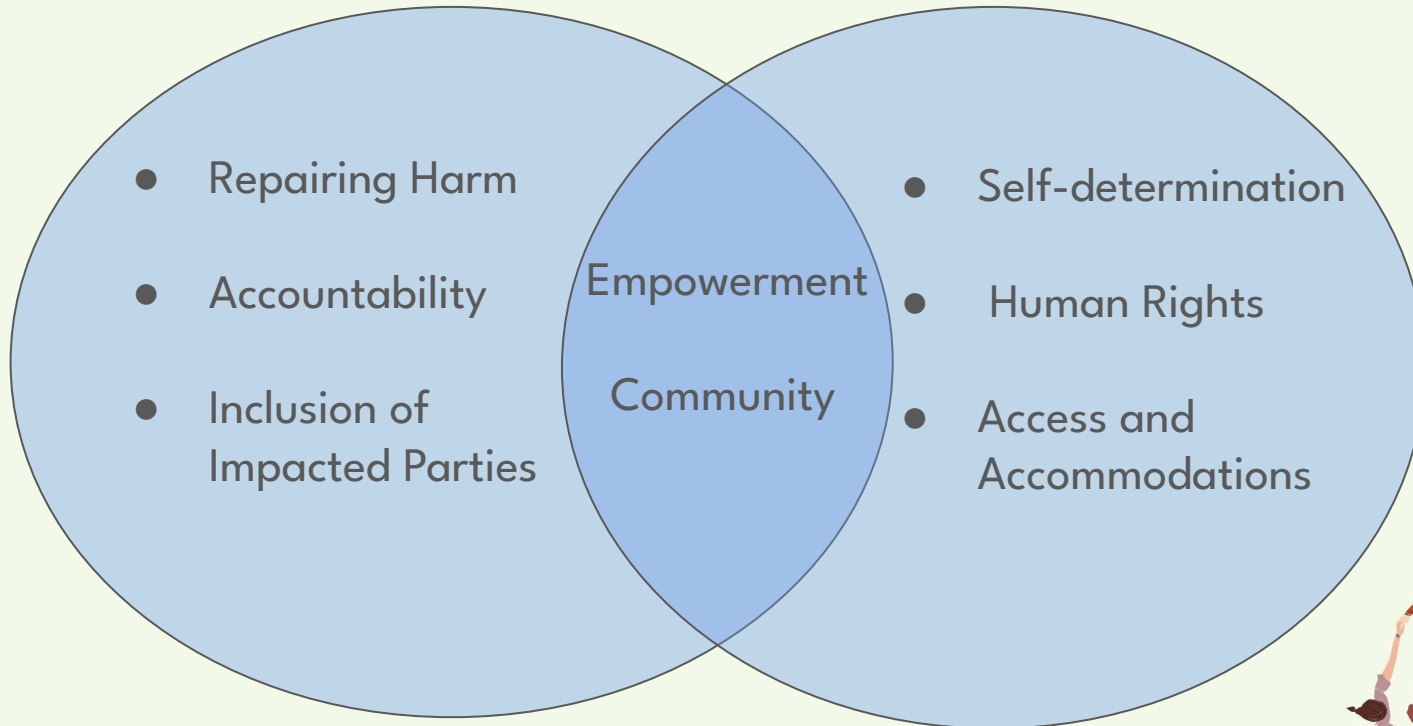 ● Repairing Harm
● Accountability
● Inclusion of
Impacted Parties
Empowerment
Community
● Self-determination
● Human Rights
● Access and
Accommodations